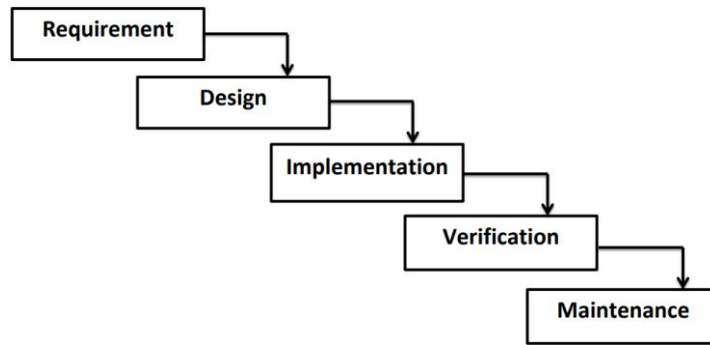 Requirement
Design
Implementation
Verification
Maintenance